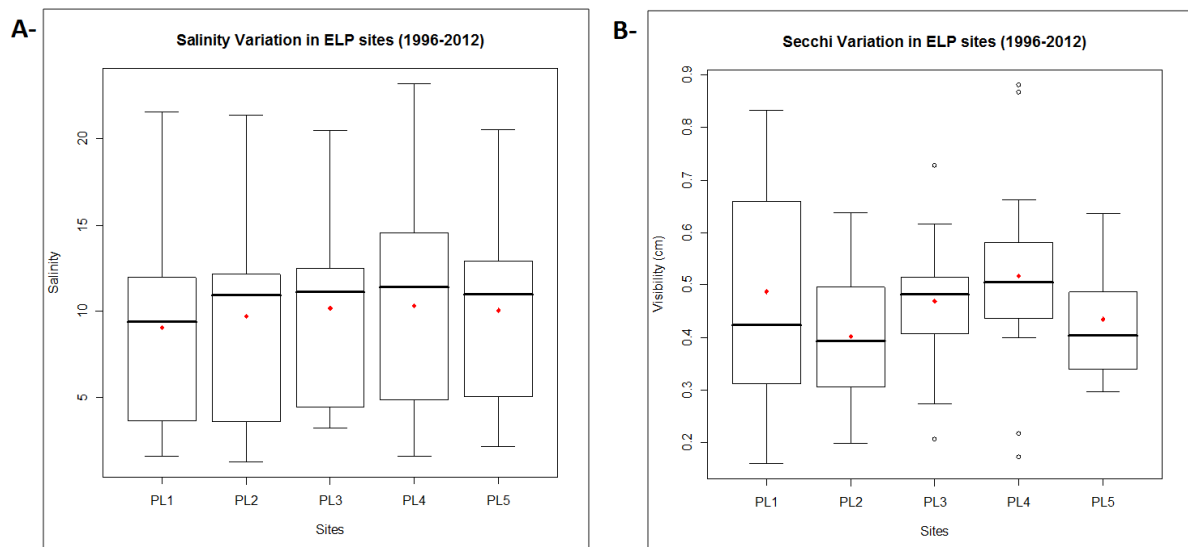 A-
Salinity Variation in ELP sites (1996-2012)
Salinity
20
15
10
5
PL1 PL2 PL3 PL4 PL5
Sites
B-
Secchi Variation in ELP sites (1996-2012)
Visibility (cm)
0.9
0.8
0.7
0.6
0.5
0.4
0.3
0.2
PL1 PL2 PL3 PL4 PL5
Sites